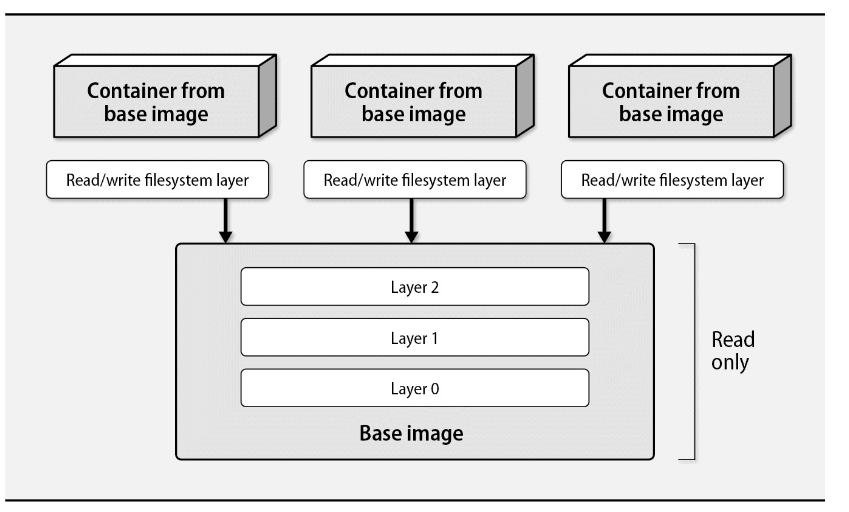 Container from
base image
Container from
base image
Container from
base image
Read/write filesystem layer
Read/write filesystem layer
Read/write filesystem layer
Layer 2
Layer 1
Layer 0
Base image
Read
only